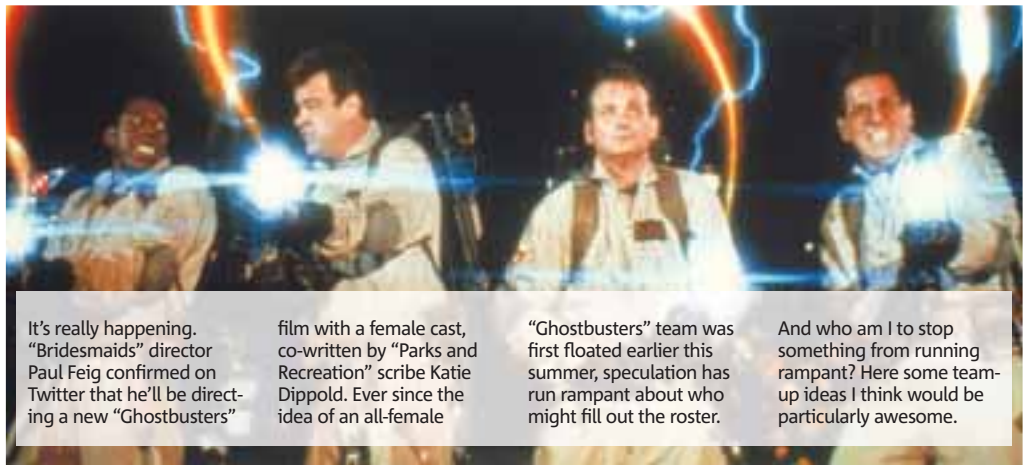 It's really happening.
“Bridesmaids” director
Paul Feig confirmed on
Twitter that he'll be direct-
ing a new “Ghostbusters”
film with a female cast,
co-written by “Parks and
Recreation” scribe Katie
Dippold. Ever since the
idea of an all-female
“Ghostbusters” team was
first floated earlier this
summer, speculation has
run rampant about who
might fill out the roster.
And who am I to stop
something from running
rampant? Here some team-
up ideas I think would be
particularly awesome.